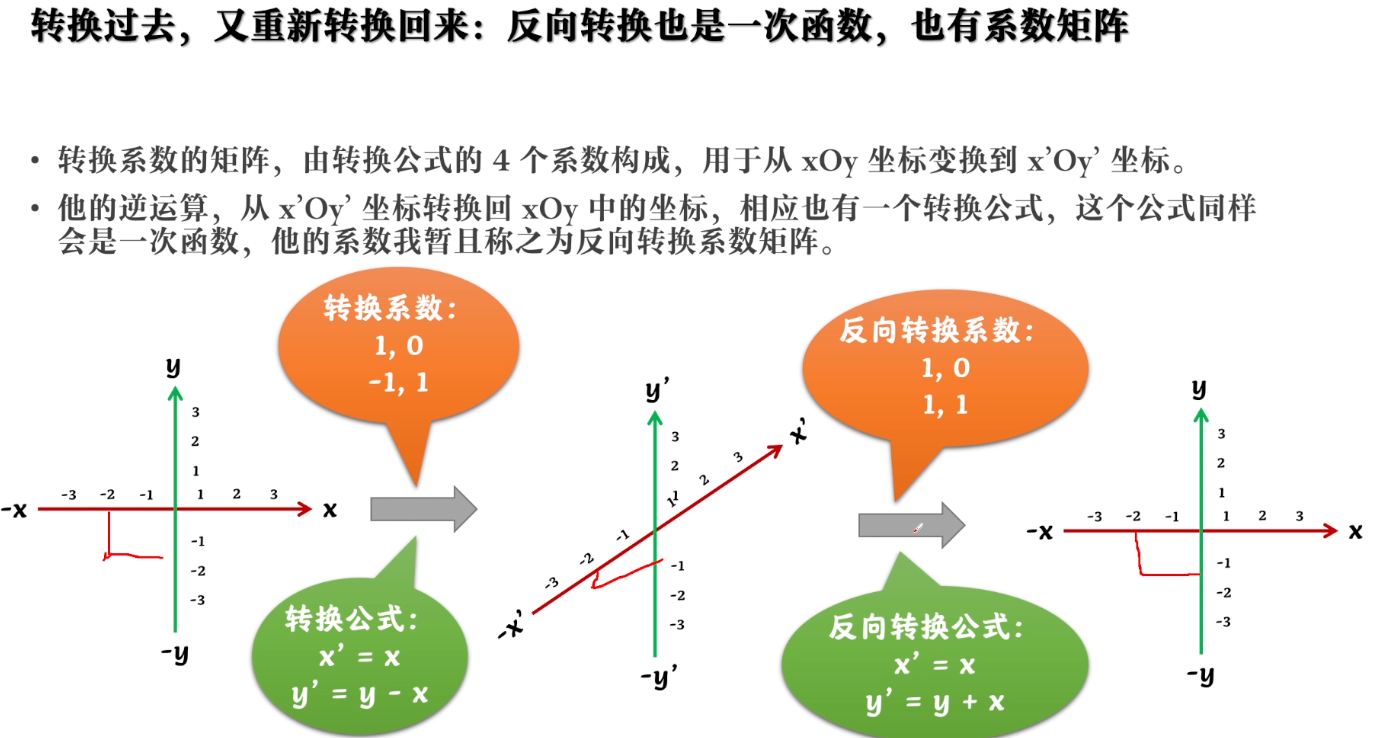 转换过去，又重新转换回来：反向转换也是一次函数，也有系数矩阵
• 转换系数的矩阵，由转换公式的 4 个系数构成，用于从 xOy 坐标变换到 x’Oy’ 坐标。
• 他的逆运算，从 x’Oy’ 坐标转换回 xOy 中的坐标，相应也有一个转换公式，这个公式同样
会是一次函数，他的系数我暂且称之为反向转换系数矩阵。
转换系数：
1, 0
-1, 1
反向转换系数：
1, 0
1, 1
y
3
2
1
-3 -2 -1 1 2 3
-x x
-1
-2
-3
-y
y’
x’
3
2
1
3
2
1
-1
-2
-3
-1
-2
-3
-x’
-y’
y
3
2
1
-3 -2 -1 1 2 3
-x x
-1
-2
-3
-y
转换公式：
x’ = x
y’ = y - x
反向转换公式：
x’ = x
y’ = y + x